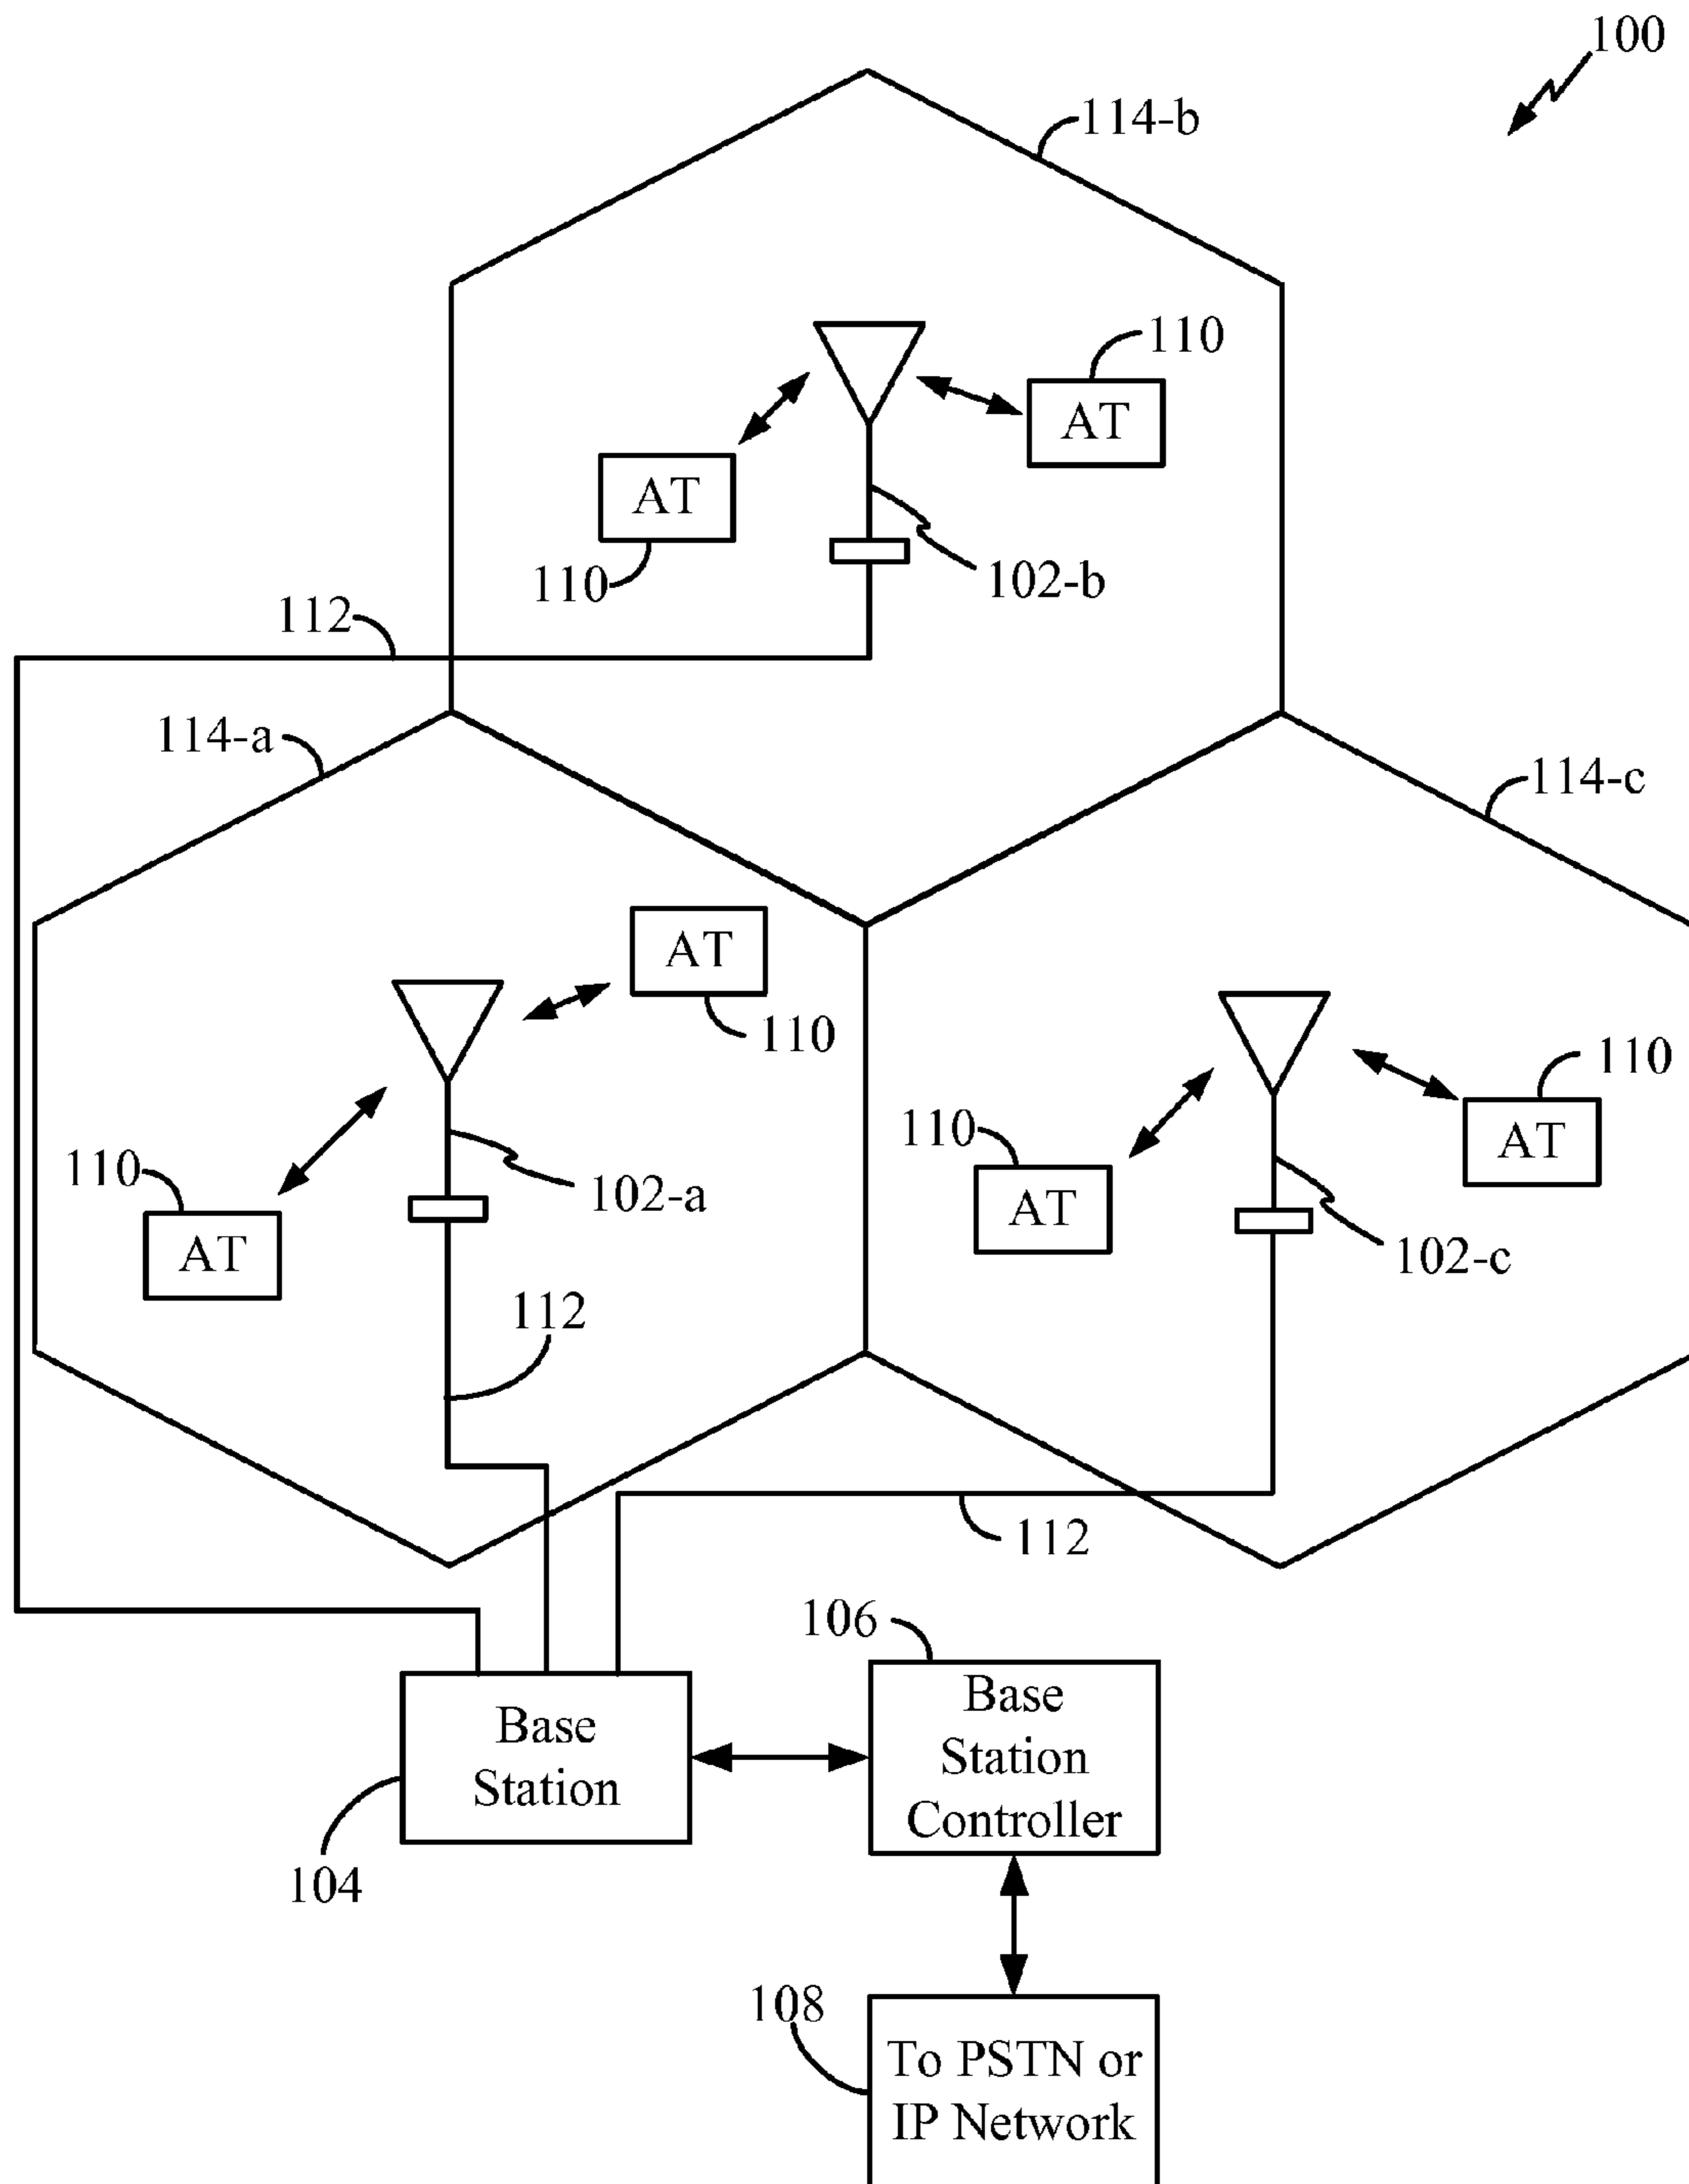 100
114-b
110
AT
AT
110
102-b
112
114-a
114-c
AT
110
110
110
AT
110
AT
102-a
AT
102-c
112
112
106
Base
Station
Controller
Base
Station
104
108
To PSTN or
IP Network